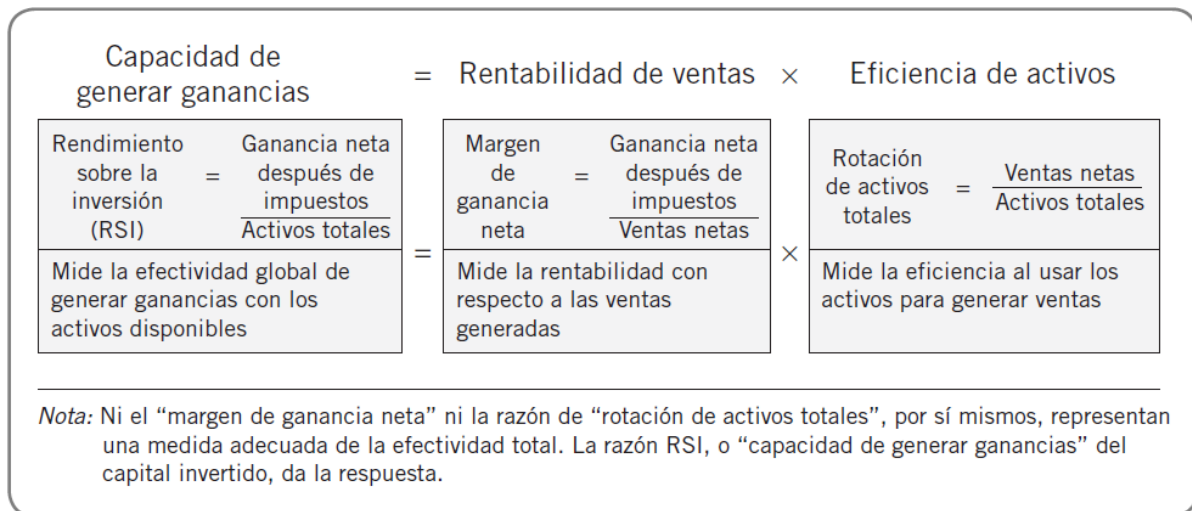 Capacidad de
generar ganancias
= Rentabilidad de ventas × Eficiencia de activos
Rendimiento
sobre la
inversión
(RSI)
=
Ganancia neta
después de
impuestos
Activos totales
=
Margen
de
ganancia
neta
=
Ganancia neta
después de
impuestos
Ventas netas
×
Rotación
de activos
totales
=
Ventas netas
Activos totales
Mide la efectividad global de
generar ganancias con los
activos disponibles
Mide la rentabilidad con
respecto a las ventas
generadas
Mide la eficiencia al usar los
activos para generar ventas
Nota: Ni el “margen de ganancia neta” ni la razón de “rotación de activos totales”, por sí mismos, representan
una medida adecuada de la efectividad total. La razón RSI, o “capacidad de generar ganancias” del
capital invertido, da la respuesta.